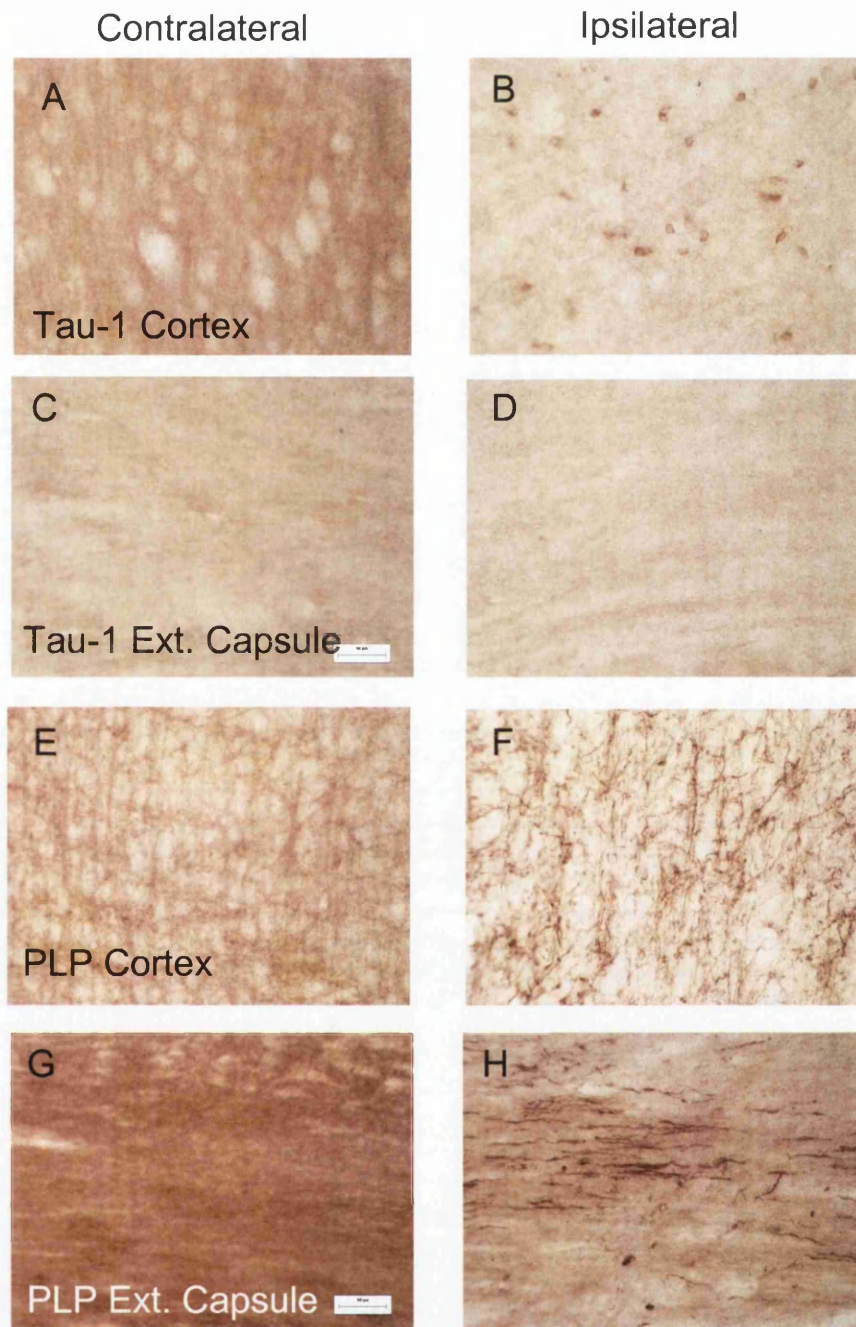 Contralateral
Ipsilateral
A
B
Tau-1 Cortex
C
D
Tau-1 Ext. Capsule
E
F
PLP Cortex
G
H
PLP Ext. Capsule